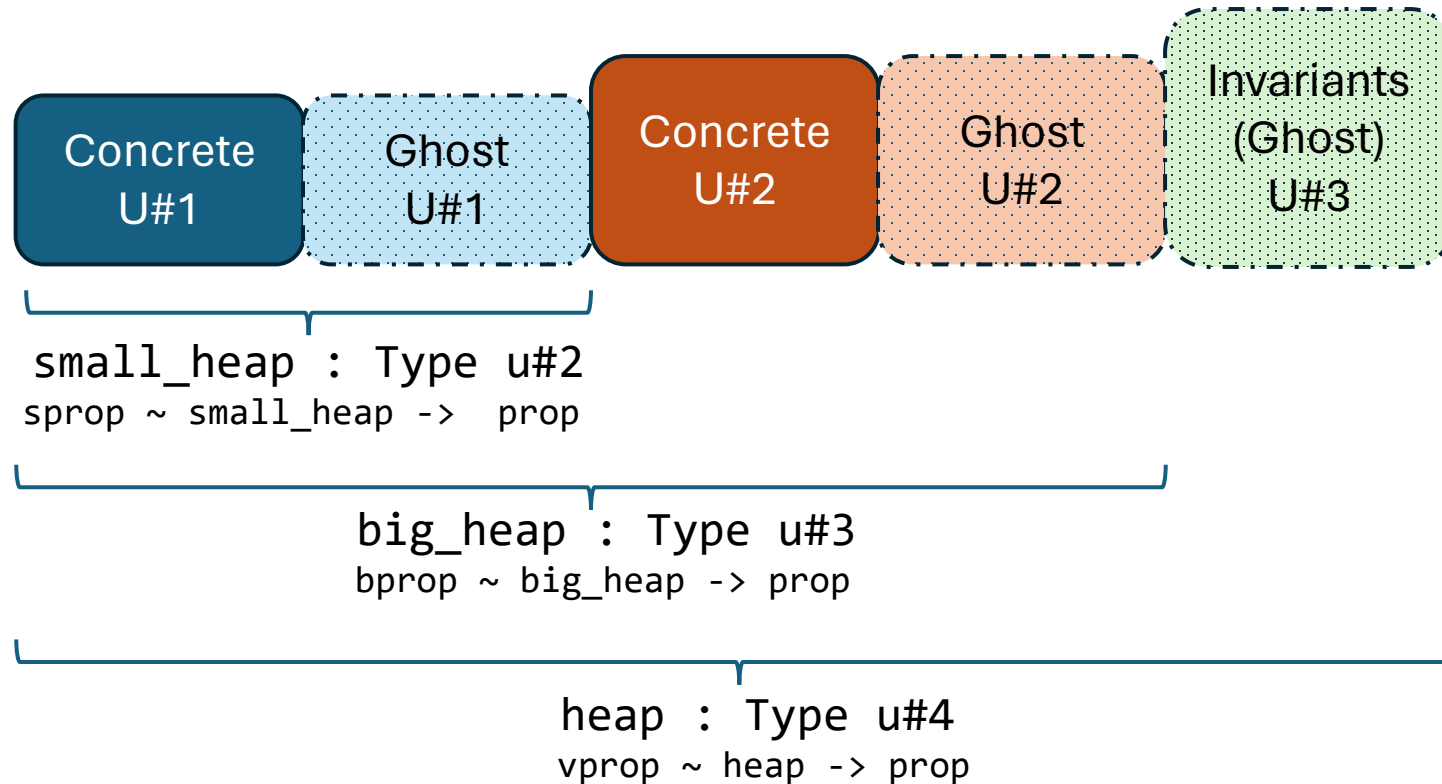 Concrete
U#1
Ghost
U#1
Concrete
U#2
Ghost
U#2
Invariants
(Ghost)
U#3
small_heap : Type u#2
sprop ~ small_heap -> prop
big_heap : Type u#3
bprop ~ big_heap -> prop
heap : Type u#4
vprop ~ heap -> prop